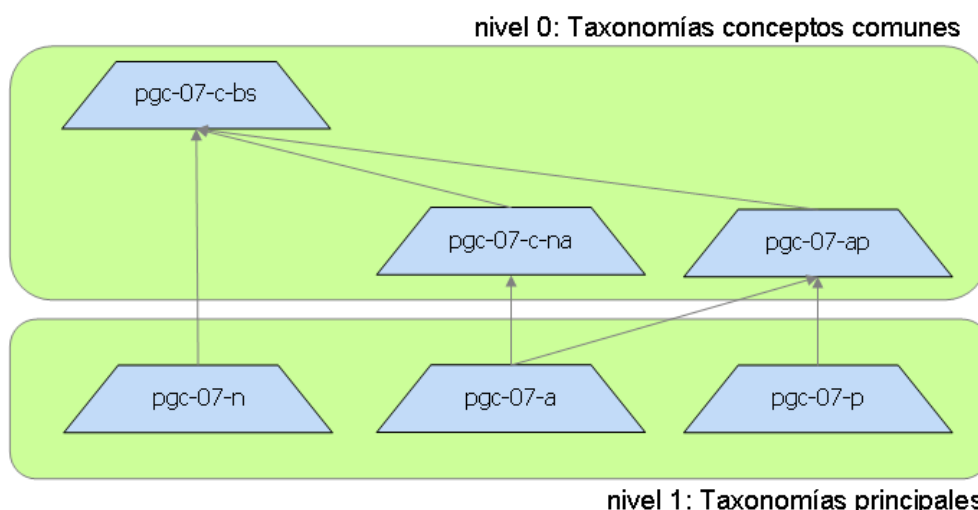 nivel 0: Taxonomías conceptos comunes
pgc-07-c-bs
pgc-07-c-na
pgc-07-ap
pgc-07-n
pgc-07-a
pgc-07-p
nivel 1: Taxonomías principales